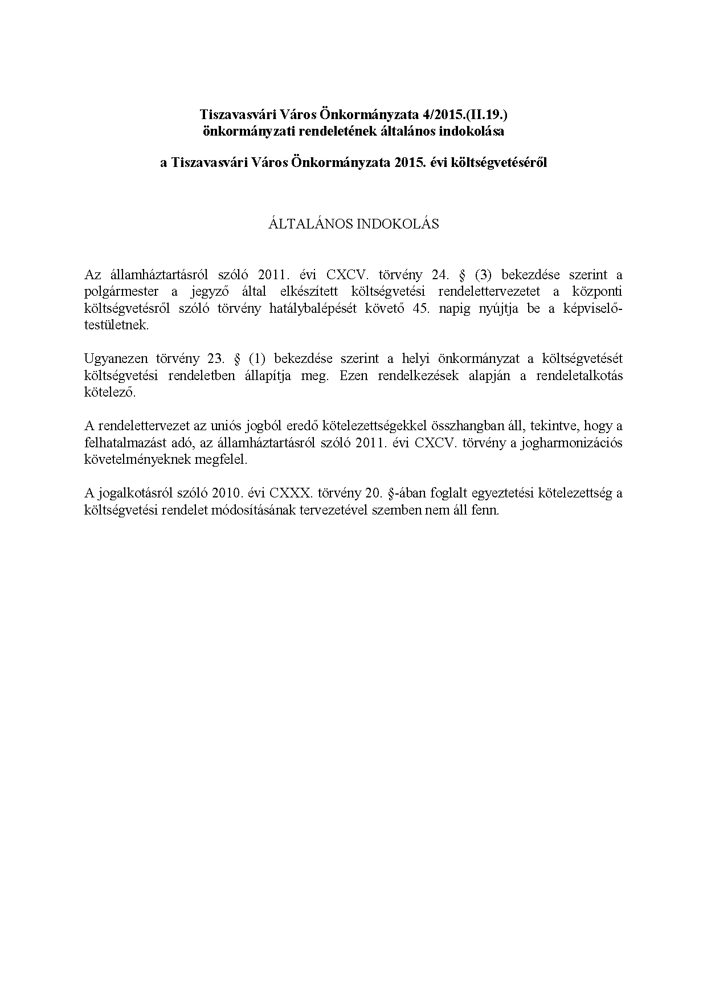 Tiszavasvári Város Önkormányzata 4/2015.(II.19.)
önkormányzati rendeletének általános indokolása
a Tiszavasvári Város Önkormányzata 2015. évi költségvetéséről
ÁLTALÁNOS INDOKOLÁS
Az államháztartásról szóló 2011. évi CXCV. törvény 24. § (3) bekezdése szerint a
polgármester a jegyző által elkészített költségvetési rendelettervezetet a központi
költségvetésről szóló törvény hatálybalépését követő 45. napig nyújtja be a képviselő-
testületnek.
Ugyanezen törvény 23. § (1) bekezdése szerint a helyi önkormányzat a költségvetését
költségvetési rendeletben állapítja meg. Ezen rendelkezések alapján a rendeletalkotás
kötelező.
A rendelettervezet az uniós jogból eredő kötelezettségekkel összhangban áll, tekintve, hogy a
felhatalmazást adó, az államháztartásról szóló 2011. évi CXCV. törvény a jogharmonizációs
követelményeknek megfelel.
A jogalkotásról szóló 2010. évi CXXX. törvény 20. §-ában foglalt egyeztetési kötelezettség a
költségvetési rendelet módosításának tervezetével szemben nem áll fenn.